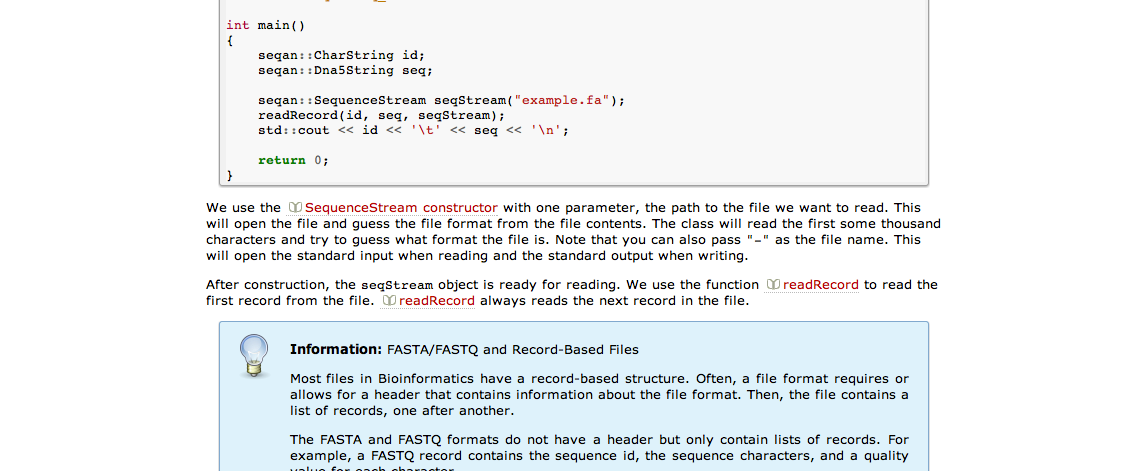 int main()
{
seqan::CharString id;
seqan::Dna5String seq;
seqan::SequenceStream seqStream("example.fa");
readRecord(id, seq, seqStream);
std::cout << id << '\t' << seq << '\n';
return 0;
}
We use the SequenceStream constructor with one parameter, the path to the file we want to read. This
will open the file and guess the file format from the file contents. The class will read the first some thousand
characters and try to guess what format the file is. Note that you can also pass "-" as the file name. This
will open the standard input when reading and the standard output when writing.
After construction, the seqStream object is ready for reading. We use the function readRecord to read the
first record from the file. readRecord always reads the next record in the file.
Information: FASTA/FASTQ and Record-Based Files
Most files in Bioinformatics have a record-based structure. Often, a file format requires or
allows for a header that contains information about the file format. Then, the file contains a
list of records, one after another.
The FASTA and FASTQ formats do not have a header but only contain lists of records. For
example, a FASTQ record contains the sequence id, the sequence characters, and a quality
value for each character.